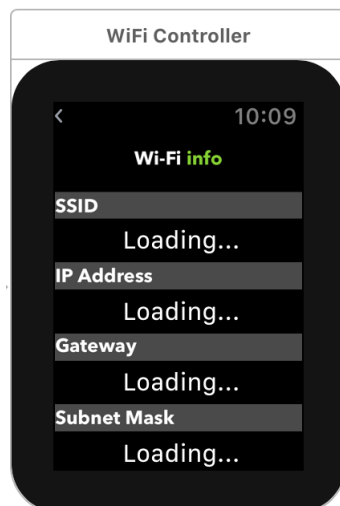 WiFi Controller
< 10:09
Wi-Fi info
SSID
Loading...
IP Address
Loading...
Gateway
Loading...
Subnet Mask
Loading...